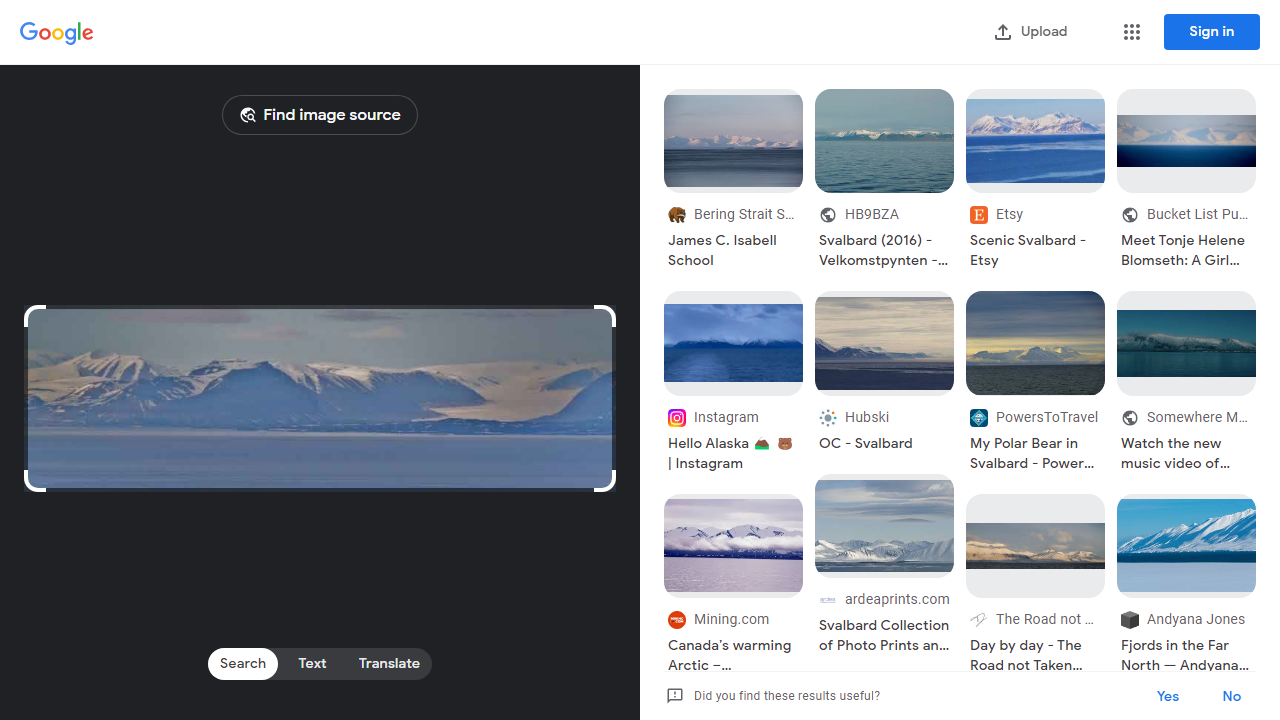 Google
Upload
Sign in
Find image source
Search
Text
Translate
Bering Strait S...
James C. Isabell
School
HB9BZA
Svalbard (2016) -
Velkomstpynten -...
Etsy
Scenic Svalbard -
Etsy
Bucket List Pu...
Meet Tonje Helene
Blomseth: A Girl...
Instagram
Hello Alaska 🏔️ 🐻
| Instagram
Hubski
OC - Svalbard
PowersToTravel
My Polar Bear in
Svalbard - Power...
Somewhere M...
Watch the new
music video of...
Mining.com
Canada's warming
Arctic –...
ardea
ardeaprints.com
Svalbard Collection
of Photo Prints an...
The Road not ...
Day by day - The
Road not Taken...
Andyana Jones
Fjords in the Far
North — Andyana...
Did you find these results useful?
Yes
No